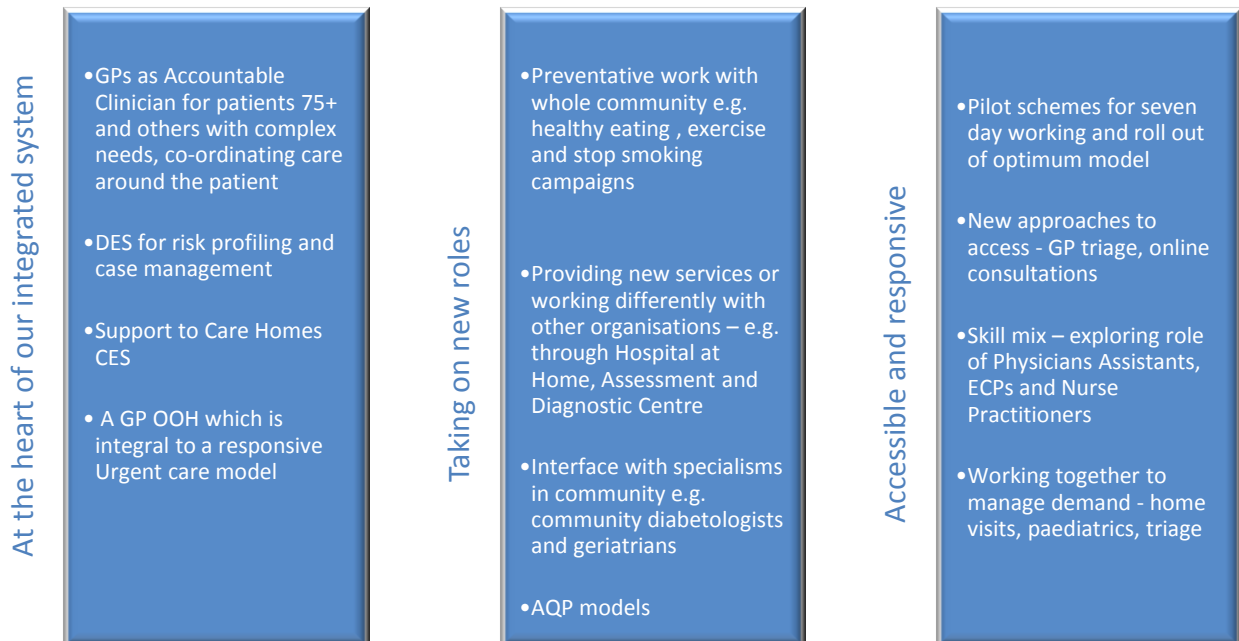 At the heart of our integrated system
•GPs as Accountable
Clinician for patients 75+
and others with complex
needs, co-ordinating care
around the patient
•DES for risk profiling and
case management
•Support to Care Homes
CES
• A GP OOH which is
integral to a responsive
Urgent care model
Taking on new roles
•Preventative work with
whole community e.g.
healthy eating , exercise
and stop smoking
campaigns
•Providing new services or
working differently with
other organisations – e.g.
through Hospital at
Home, Assessment and
Diagnostic Centre
•Interface with specialisms
in community e.g.
community diabetologists
and geriatrians
•AQP models
Accessible and responsive
•Pilot schemes for seven
day working and roll out
of optimum model
•New approaches to
access - GP triage, online
consultations
•Skill mix – exploring role
of Physicians Assistants,
ECPs and Nurse
Practitioners
•Working together to
manage demand - home
visits, paediatrics, triage